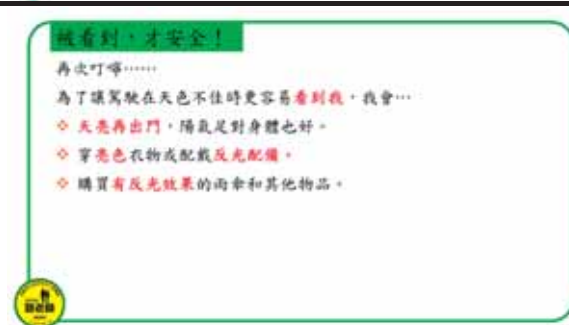 被看到，才安全！
再次叮嚀……
為了讓駕駛在天色不佳時更容易看到我，我會…
❖ 天亮再出門，陽氣足對身體也好。
❖ 穿亮色衣物或配戴反光配備。
❖ 購買有反光效果的雨傘和其他物品。